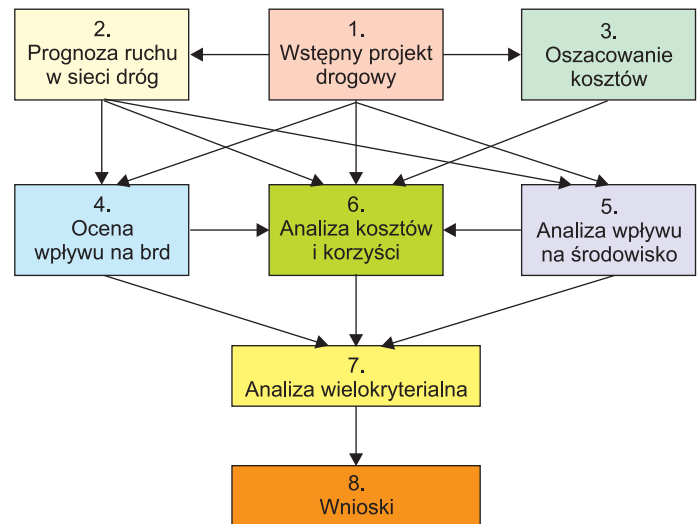 2.
Prognoza ruchu
w sieci dróg
1.
Wstępny projekt
drogowy
3.
Oszacowanie
kosztów
4.
Ocena
wpływu na brd
6.
Analiza kosztów
i korzyści
5.
Analiza wpływu
na środowisko
7.
Analiza wielokryterialna
8.
Wnioski